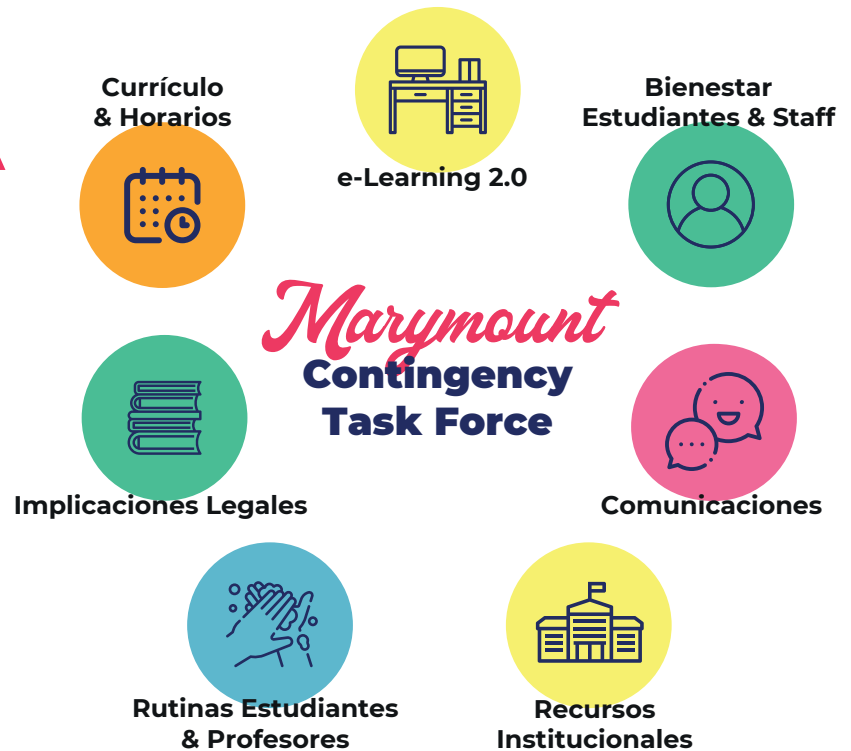 Currículo
& Horarios
e-Learning 2.0
Bienestar
Estudiantes & Staff
Marymount
Contingency
Task Force
Implicaciones Legales
Comunicaciones
Rutinas Estudiantes
& Profesores
Recursos
Institucionales